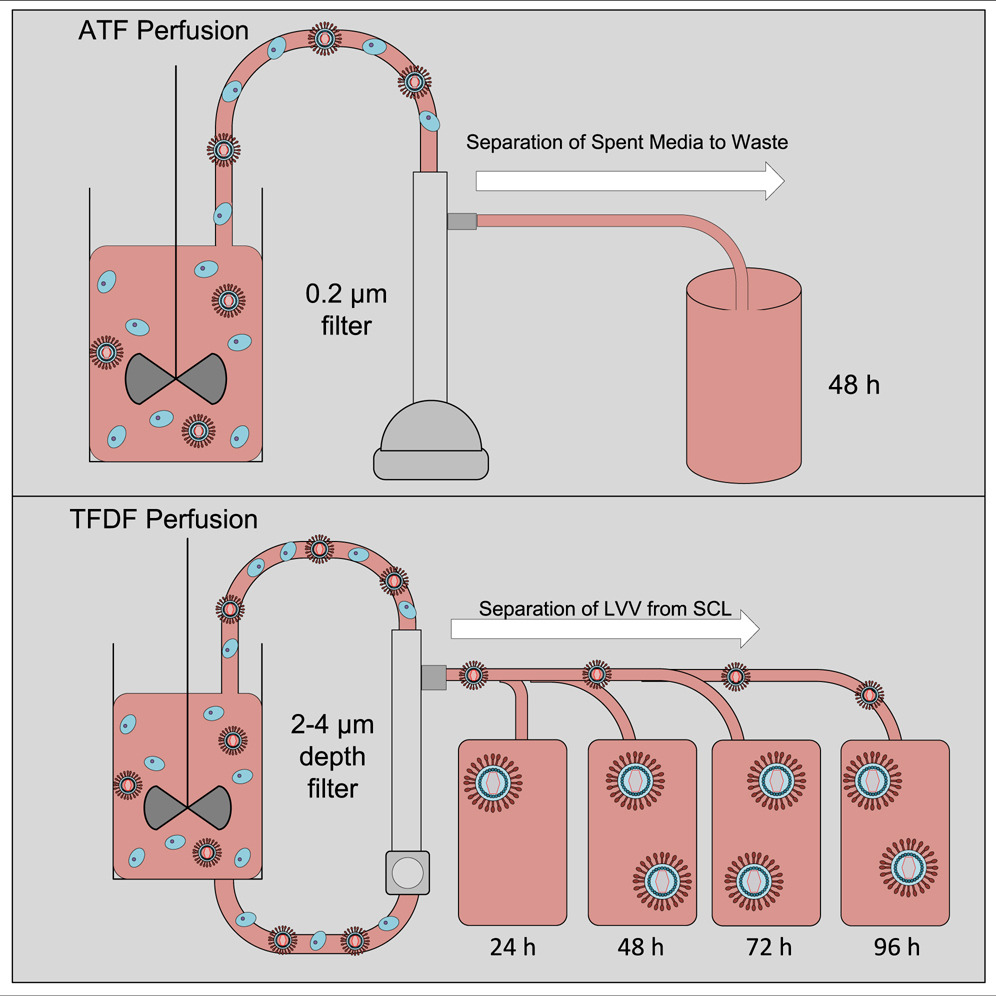 ATF Perfusion
Separation of Spent Media to Waste
0.2 µm
filter
48 h
TFDF Perfusion
Separation of LVV from SCL
2-4 µm
depth
filter
24 h
48 h
72 h
96 h